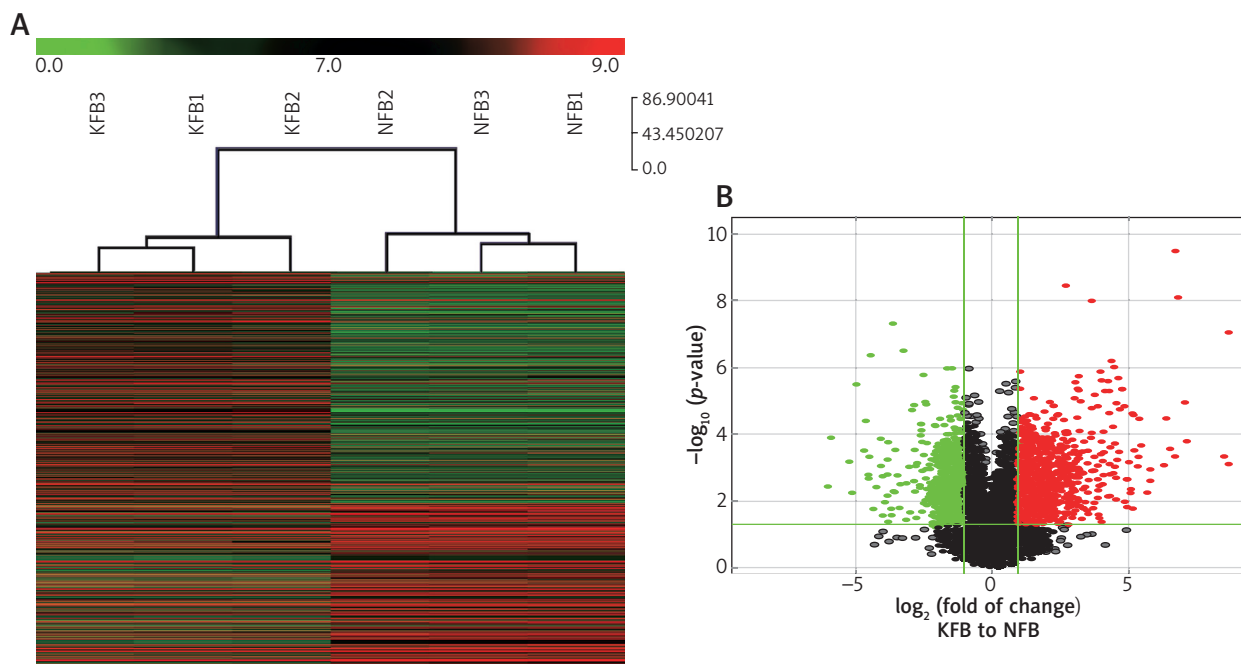 A
0.0 7.0 9.0
KFB3 KFB1 KFB2 NFB2 NFB3 NFB1
86.90041
43.450207
0.0
B
10
8
6
4
2
0
–log10 (p-value)
–5 0 5
log2 (fold of change)
KFB to NFB